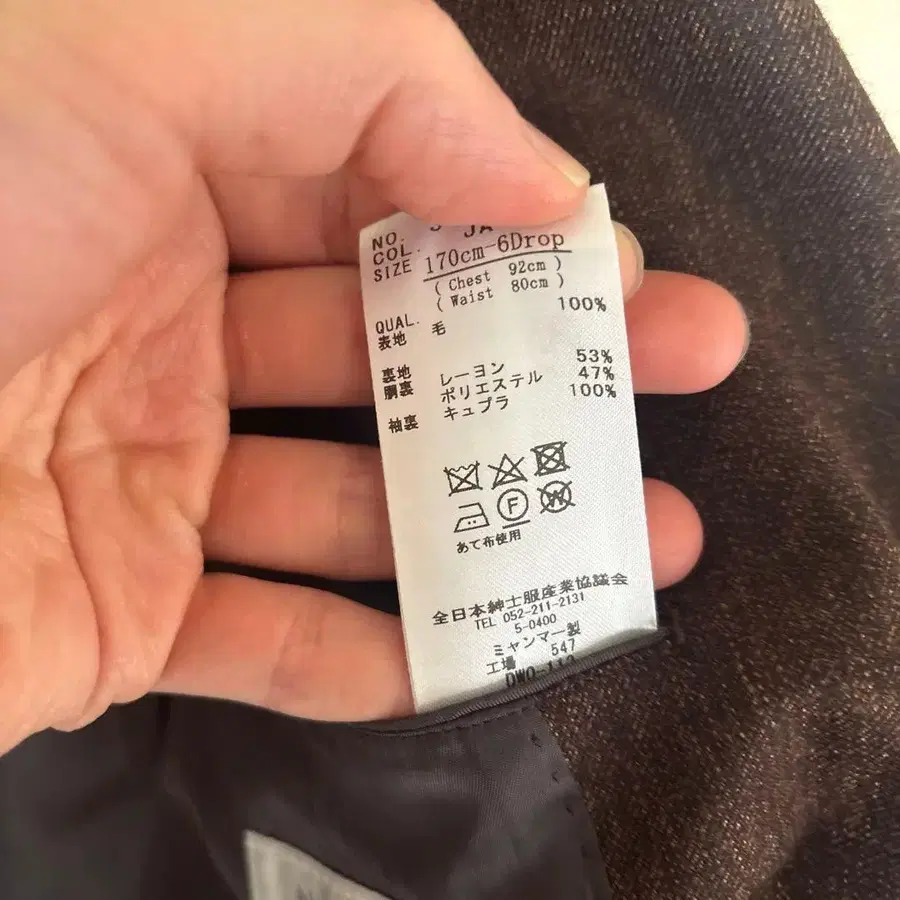 NO.
COL. JA
SIZE 170cm-6Drop
( Chest 92cm )
( Waist 80cm )
QUAL.
表地 毛 100%
裏地 レーヨン 53%
胴裏 ポリエステル 47%
袖裏 キュプラ 100%
F W
あて布使用
全日本紳士服産業協議会
TEL 052-211-2131
5-0400
ミャンマー製
工場 547